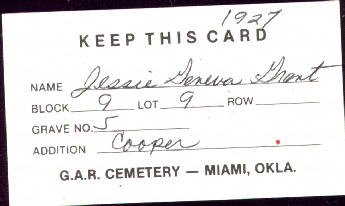 1927
KEEP THIS CARD
NAME Jessie Geneva Grant
BLOCK 9 LOT 9 ROW
GRAVE NO. 5
ADDITION Cooper
G.A.R. CEMETERY — MIAMI, OKLA.